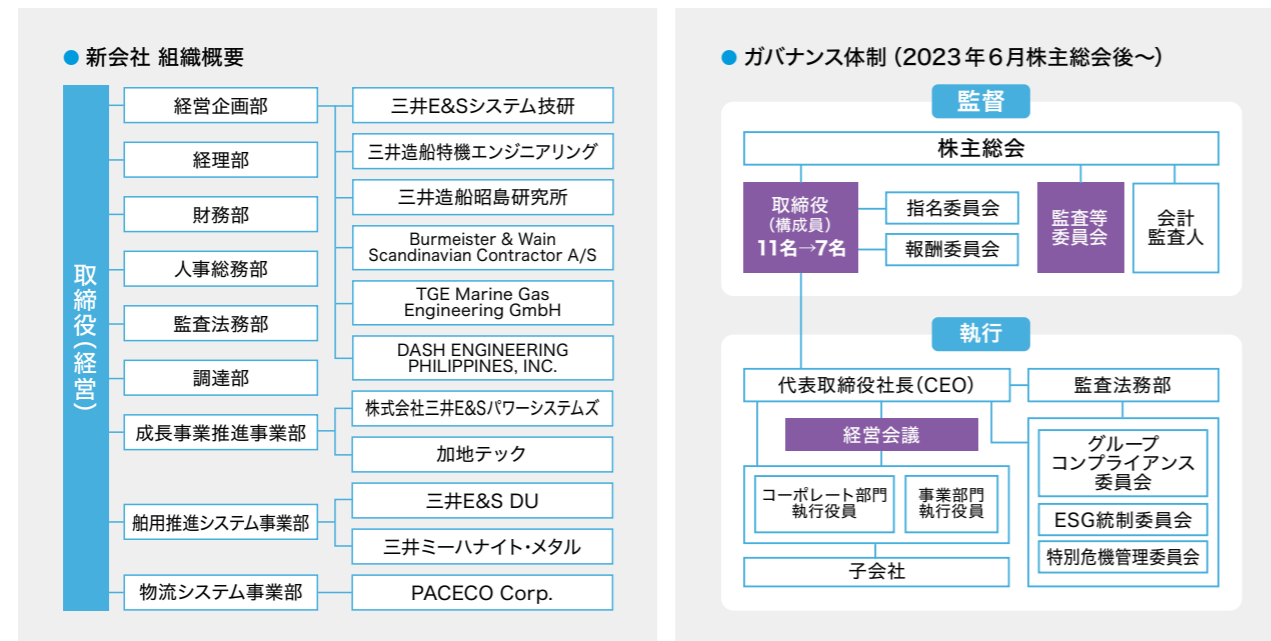 ● 新会社 組織概要
取締役（経営）
経営企画部
経理部
財務部
人事総務部
監査法務部
調達部
成長事業推進事業部
舶用推進システム事業部
物流システム事業部
三井E&Sシステム技研
三井造船特機エンジニアリング
三井造船昭島研究所
Burmeister & Wain
Scandinavian Contractor A/S
TGE Marine Gas
Engineering GmbH
DASH ENGINEERING
PHILIPPINES, INC.
株式会社三井E&Sパワーシステムズ
加地テック
三井E&S DU
三井ミーハナイト・メタル
PACECO Corp.
● ガバナンス体制（2023年6月株主総会後〜）
監督
株主総会
取締役
（構成員）
11名→7名
指名委員会
報酬委員会
監査等
委員会
会計
監査人
執行
代表取締役社長（CEO）
監査法務部
経営会議
コーポレート部門
執行役員
事業部門
執行役員
子会社
グループ
コンプライアンス
委員会
ESG統制委員会
特別危機管理委員会